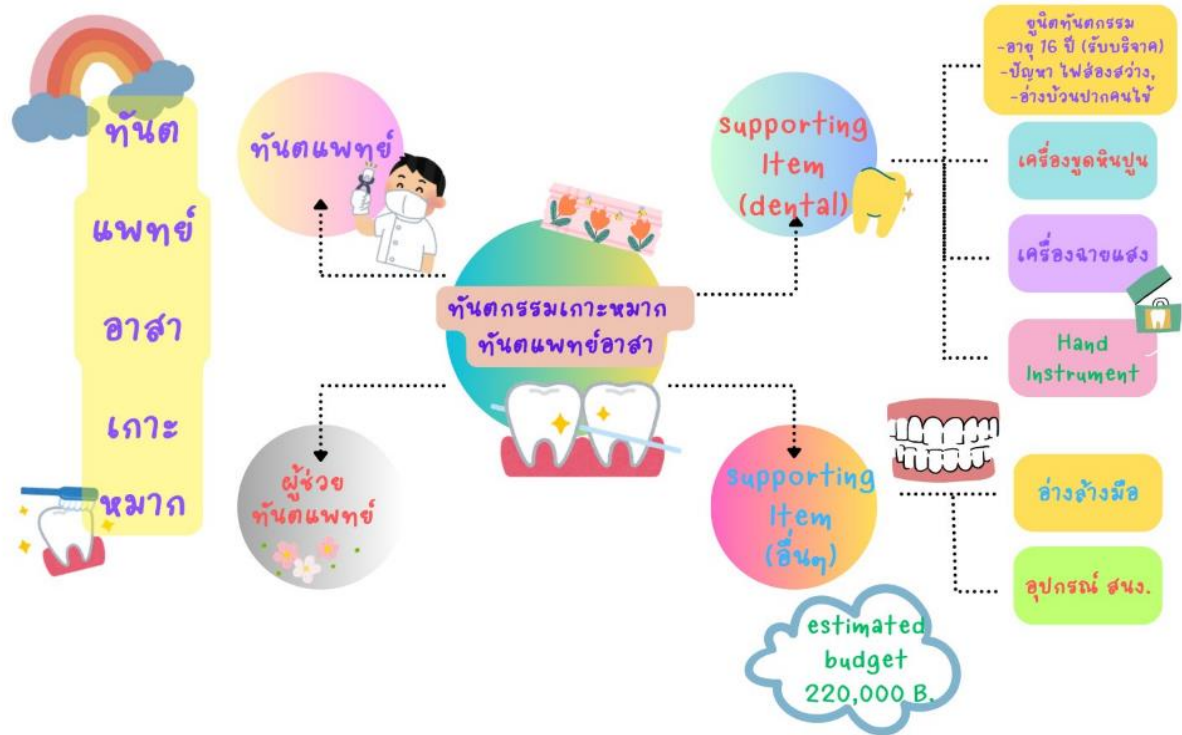 ทันต
แพทย์
อาสา
เกาะ
หมาก
ทันตแพทย์
ทันตกรรมเกาะหมาก
ทันตแพทย์อาสา
ผู้ช่วย
ทันตแพทย์
supporting
Item
(dental)
ยูนิตทันตกรรม
-อายุ 16 ปี (รับบริจาค)
-ปัญหา ไฟส่องสว่าง,
-อ่างบ้วนปากคนไข้
เครื่องขูดหินปูน
เครื่องฉายแสง
Hand
Instrument
supporting
Item
(อื่นๆ)
อ่างล้างมือ
อุปกรณ์ สนง.
estimated
budget
220,000 B.